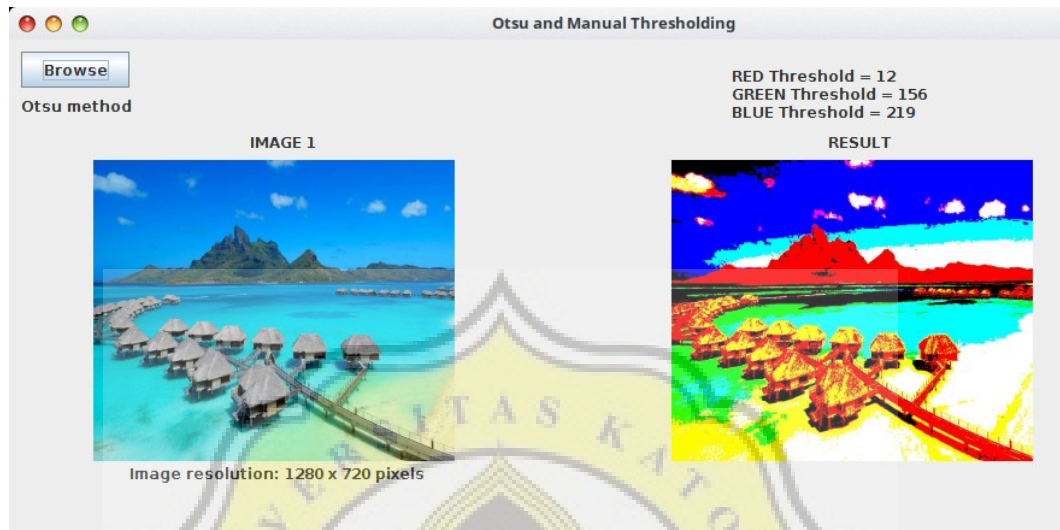 Otsu and Manual Thresholding
Browse
Otsu method
RED Threshold = 12
GREEN Threshold = 156
BLUE Threshold = 219
IMAGE 1
RESULT
Image resolution: 1280 x 720 pixels